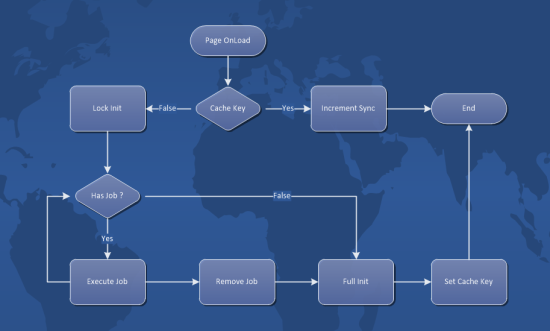 Page OnLoad
Lock Init
False
Cache Key
Yes
Increment Sync
End
Has Job ?
False
Yes
Execute Job
Remove Job
Full Init
Set Cache Key